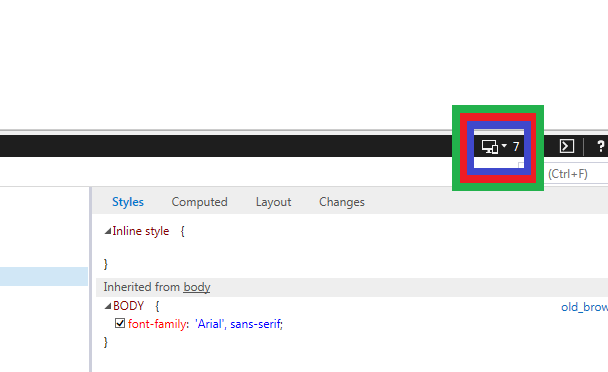 7 ?
(Ctrl+F)
Styles Computed Layout Changes
Inline style {
}
Inherited from body
BODY { old_brow
font-family: 'Arial', sans-serif;
}